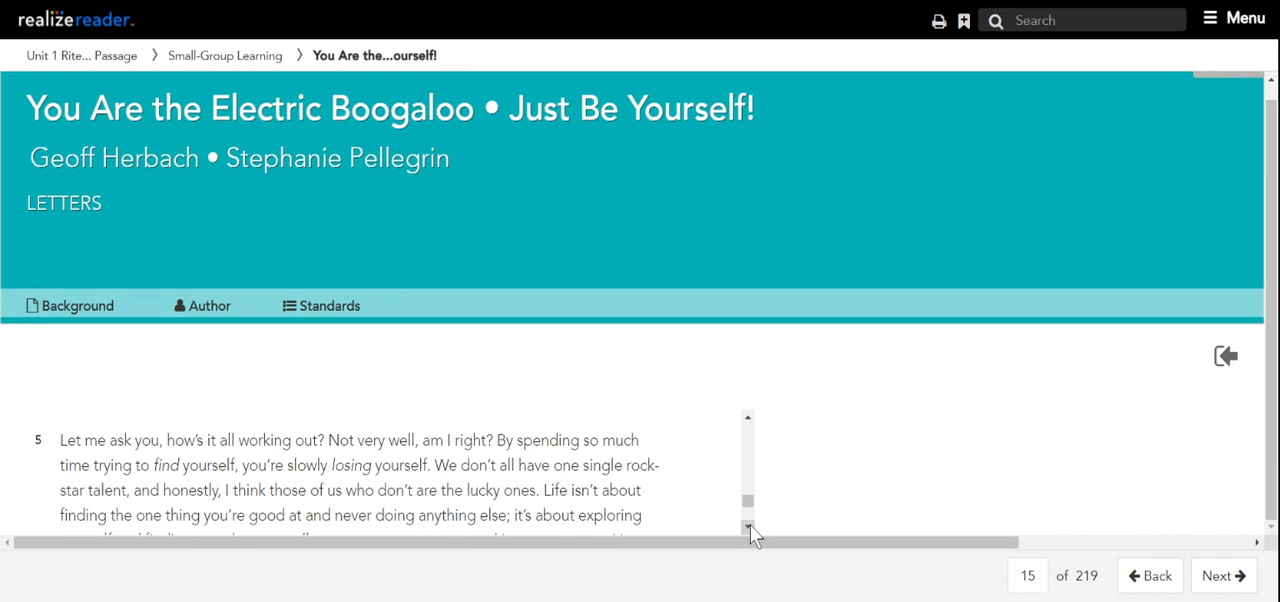 realizereader.
Search
Menu
Unit 1 Rite... Passage
Small-Group Learning
You Are the...ourself!
You Are the Electric Boogaloo • Just Be Yourself!
Geoff Herbach • Stephanie Pellegrin
LETTERS
Background
Author
Standards
5 Let me ask you, how's it all working out? Not very well, am I right? By spending so much
time trying to find yourself, you're slowly losing yourself. We don't all have one single rock-
star talent, and honestly, I think those of us who don't are the lucky ones. Life isn't about
finding the one thing you're good at and never doing anything else; it's about exploring
15 of 219
Back
Next